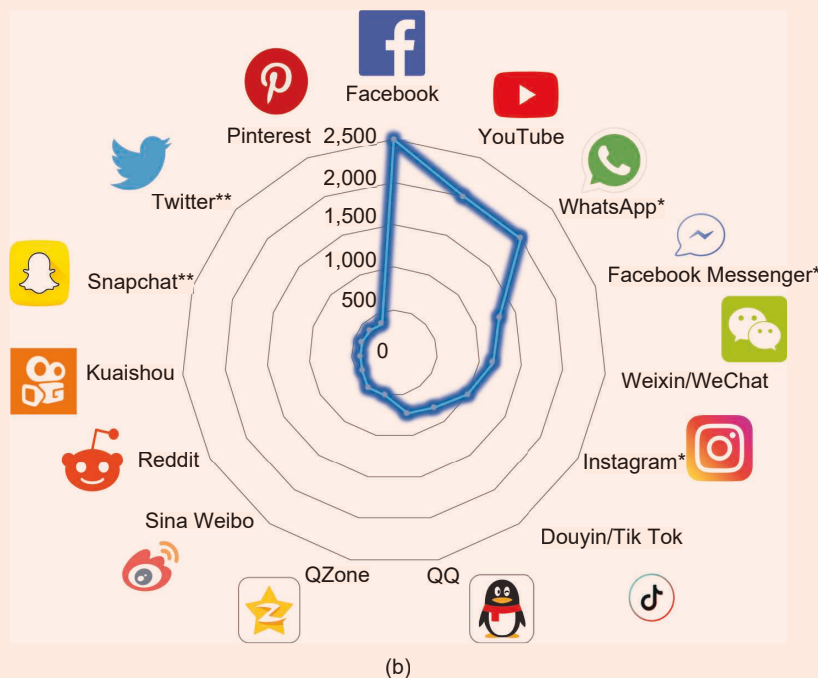 Facebook
Pinterest
2,500
YouTube
Twitter**
2,000
WhatsApp*
1,500
Snapchat**
1,000
Facebook Messenger*
500
0
Kuaishou
Weixin/WeChat
Reddit
Instagram*
Sina Weibo
Douyin/Tik Tok
QZone
QQ
(b)